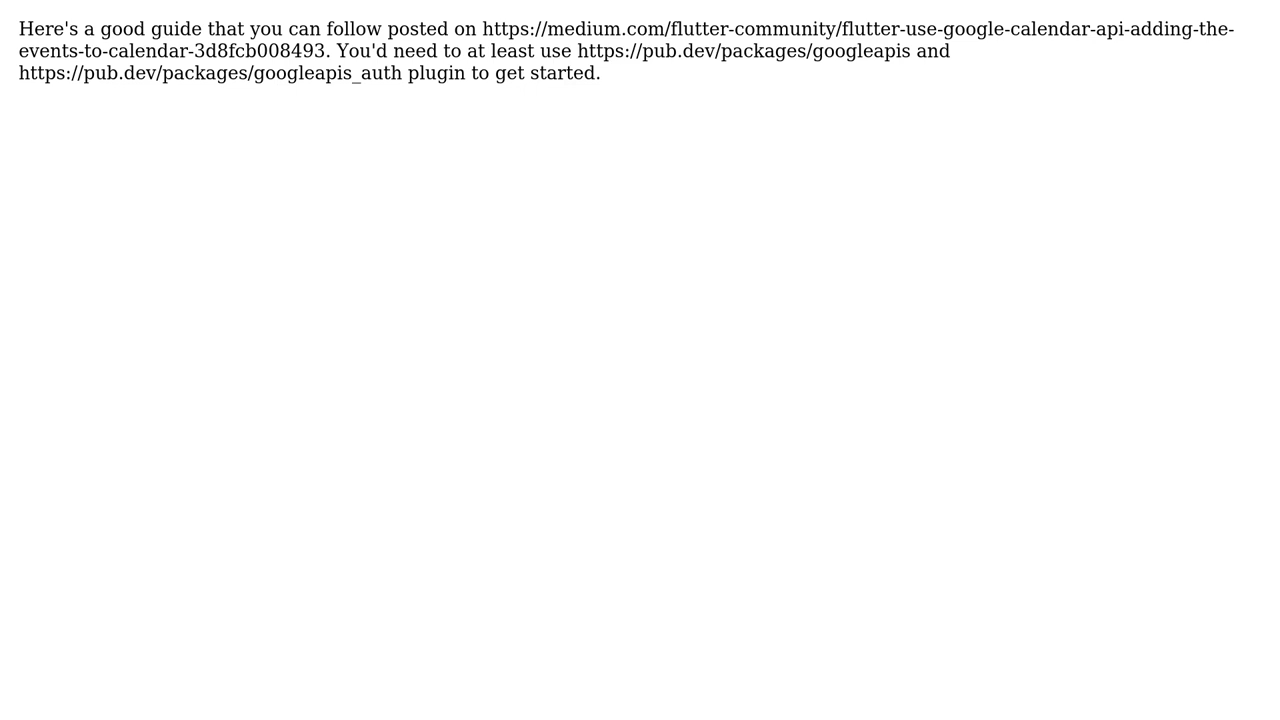 Here's a good guide that you can follow posted on https://medium.com/flutter-community/flutter-use-google-calendar-api-adding-the-
events-to-calendar-3d8fcb008493. You'd need to at least use https://pub.dev/packages/googleapis and
https://pub.dev/packages/googleapis_auth plugin to get started.